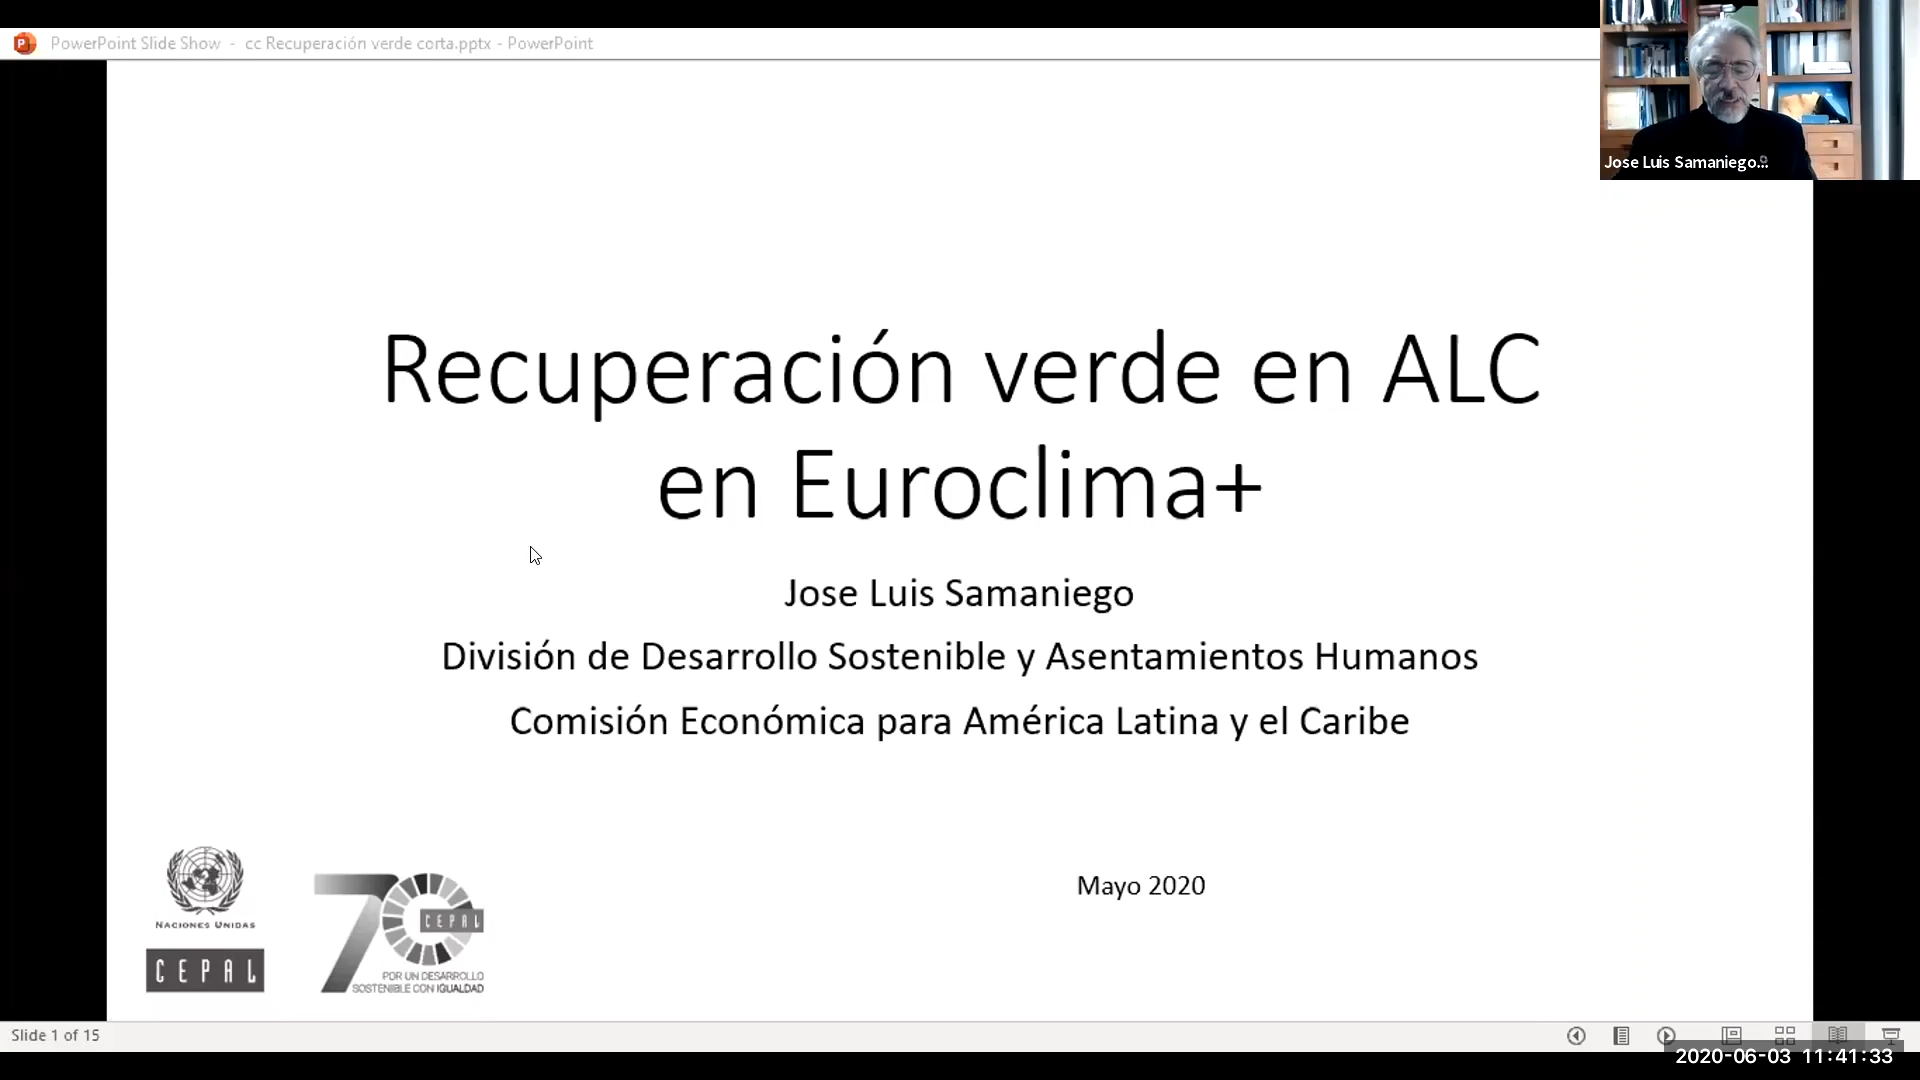 PowerPoint Slide Show - cc Recuperación verde corta.pptx - PowerPoint
Jose Luis Samaniego...
Recuperación verde en ALC
en Euroclima+
Jose Luis Samaniego
División de Desarrollo Sostenible y Asentamientos Humanos
Comisión Económica para América Latina y el Caribe
Mayo 2020
NACIONES UNIDAS
CEPAL
70
CEPAL
POR UN DESARROLLO
SOSTENIBLE CON IGUALDAD
Slide 1 of 15
2020-06-03 11:41:33